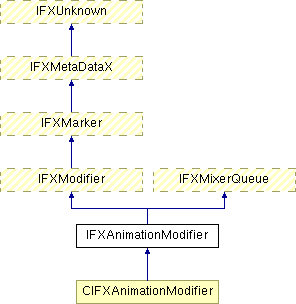 IFXUnknown
IFXMetaDataX
IFXMarker
IFXModifier
IFXMixerQueue
IFXAnimationModifier
CIFXAnimationModifier